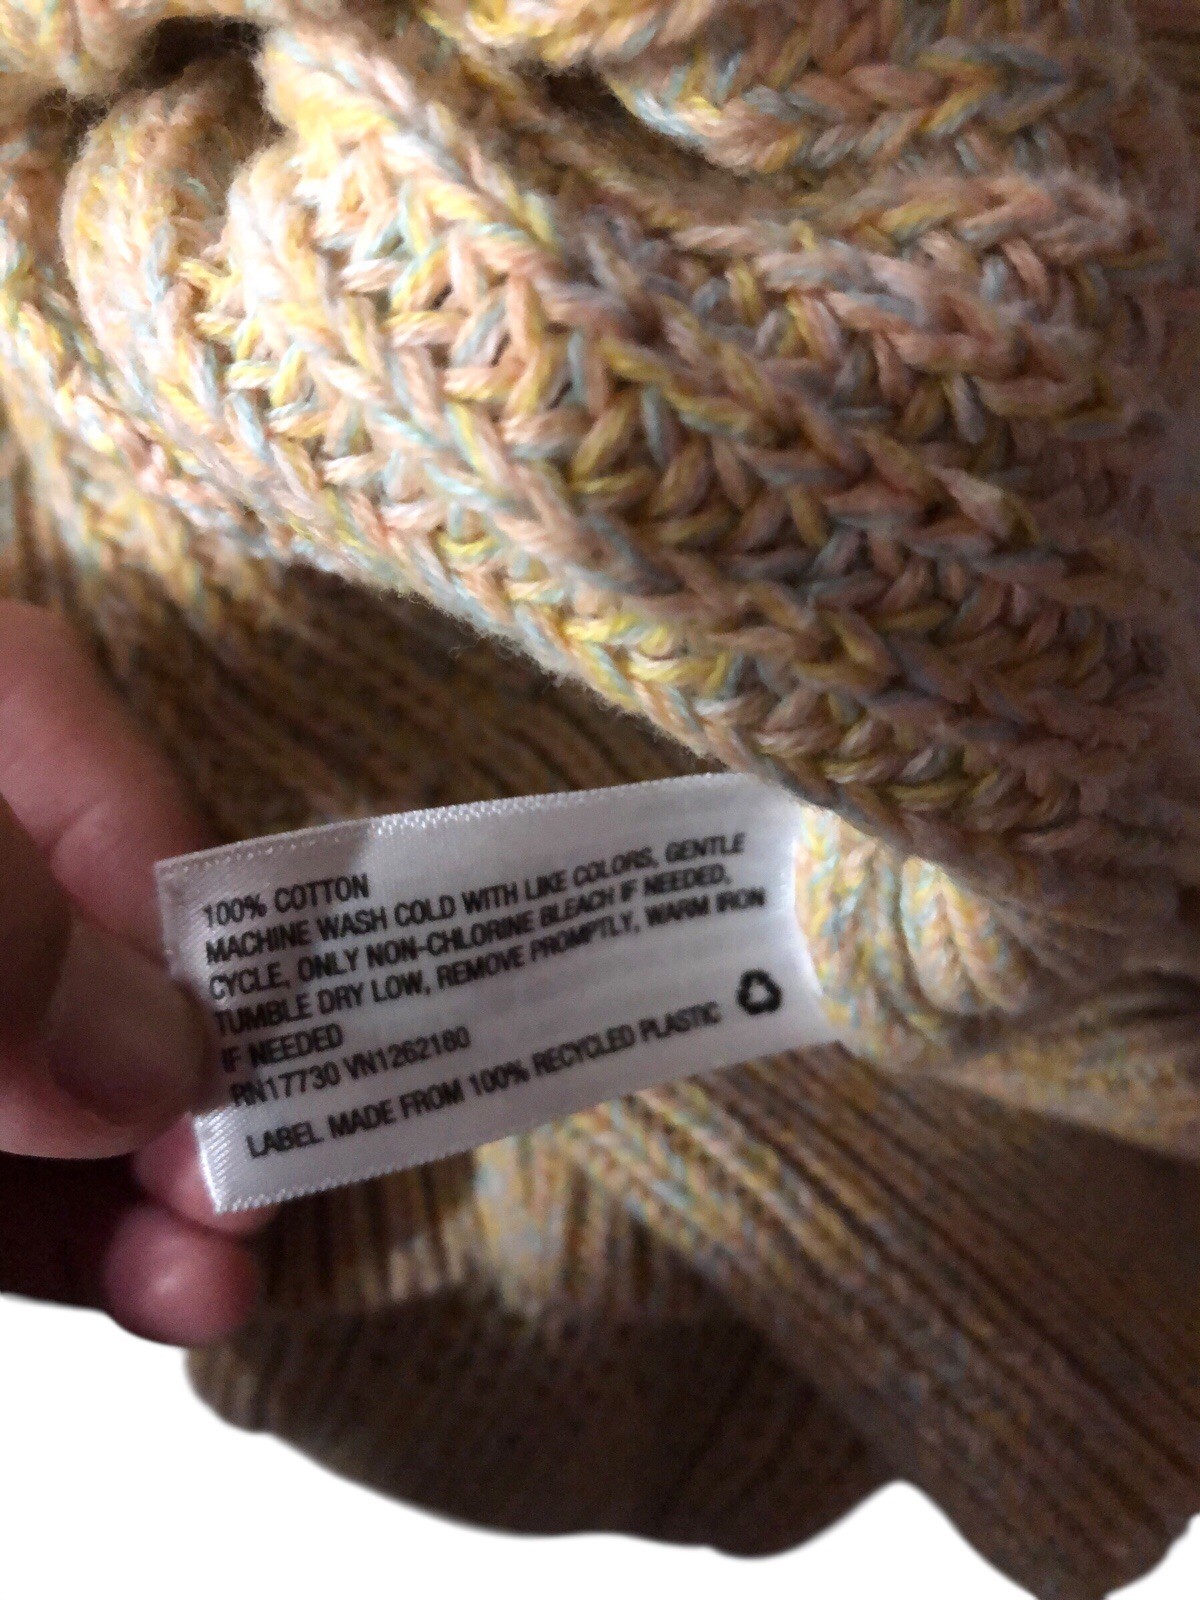 100% COTTON
MACHINE WASH COLD WITH LIKE COLORS, GENTLE
CYCLE, ONLY NON-CHLORINE BLEACH IF NEEDED,
TUMBLE DRY LOW, REMOVE PROMPTLY, WARM IRON
IF NEEDED
RN17730 VN1262180
LABEL MADE FROM 100% RECYCLED PLASTIC